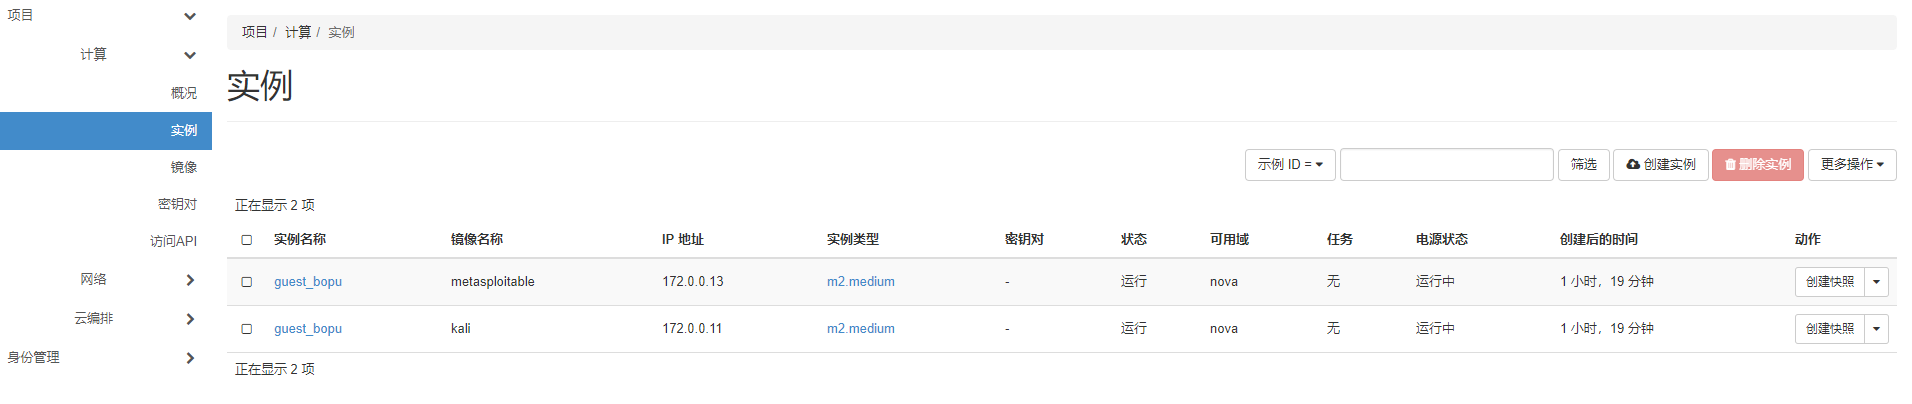 项目
计算
概况
实例
镜像
密钥对
访问API
网络
云编排
身份管理
项目 / 计算 / 实例
实例
示例 ID = 筛选 创建实例 删除实例 更多操作
正在显示 2 项
实例名称 镜像名称 IP 地址 实例类型 密钥对 状态 可用域 任务 电源状态 创建后的时间 动作
guest_bopu metasploitable 172.0.0.13 m2.medium - 运行 nova 无 运行中 1 小时，19 分钟 创建快照
guest_bopu kali 172.0.0.11 m2.medium - 运行 nova 无 运行中 1 小时，19 分钟 创建快照
正在显示 2 项